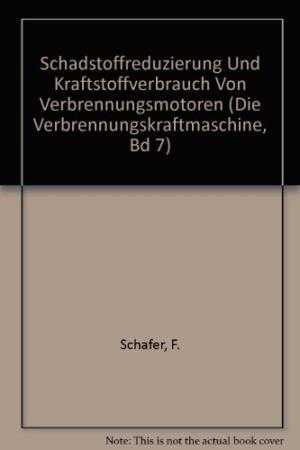 Schadstoffreduzierung Und
Kraftstoffverbrauch Von
Verbrennungsmotoren (Die
Verbrennungskraftmaschine,
Bd 7)
Schafer, F.
Note: This is not the actual book cover